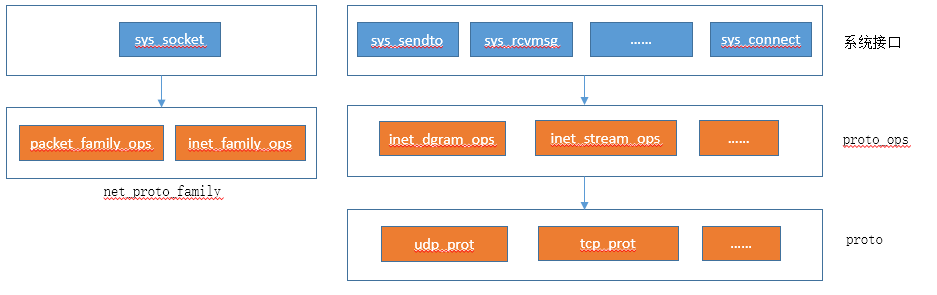 sys_socket
sys_sendto
sys_rcvmsg
......
sys_connect
系统接口
packet_family_ops
inet_family_ops
net_proto_family
inet_dgram_ops
inet_stream_ops
......
proto_ops
udp_prot
tcp_prot
......
proto